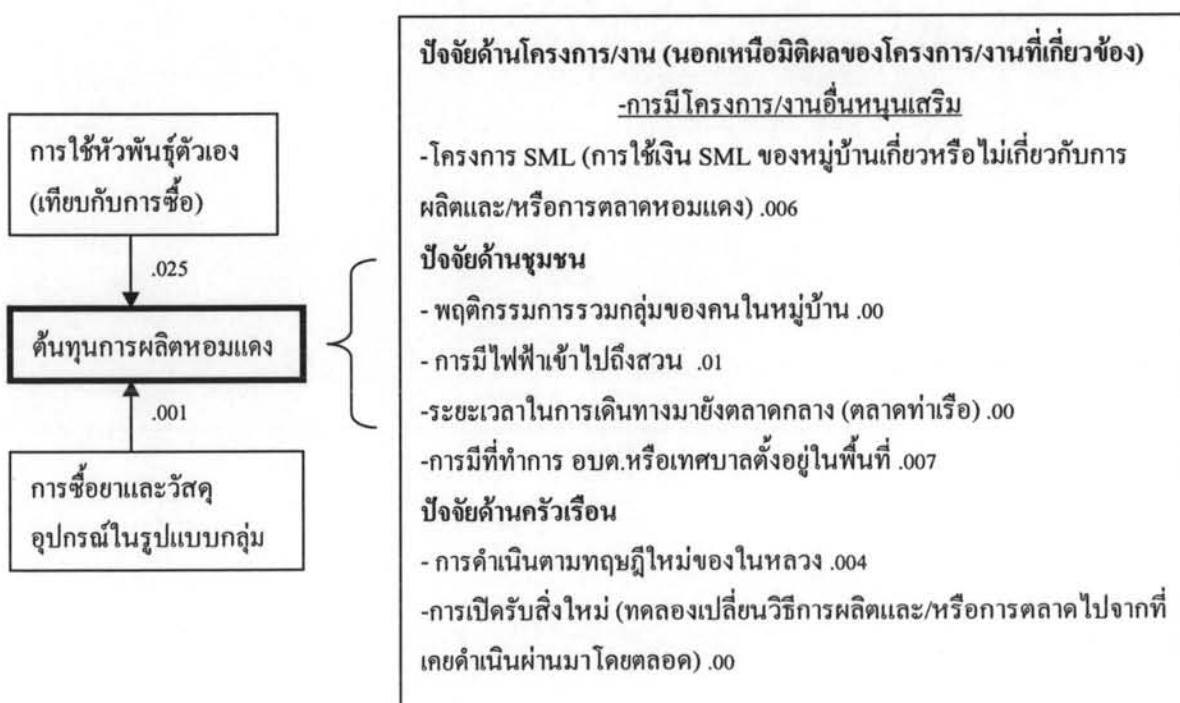 การใช้หัวพันธุ์ตัวเอง
(เทียบกับการซื้อ)
.025
ต้นทุนการผลิตหอมแดง
.001
การซื้อยาและวัสดุ
อุปกรณ์ในรูปแบบกลุ่ม
ปัจจัยด้านโครงการ/งาน (นอกเหนือมิติผลของโครงการ/งานที่เกี่ยวข้อง)
-การมีโครงการ/งานอื่นหนุนเสริม
-โครงการ SML (การใช้เงิน SML ของหมู่บ้านเกี่ยวหรือไม่เกี่ยวกับการ
ผลิตและ/หรือการตลาดหอมแดง) .006
ปัจจัยด้านชุมชน
- พฤติกรรมการรวมกลุ่มของคนในหมู่บ้าน .00
- การมีไฟฟ้าเข้าไปถึงสวน .01
-ระยะเวลาในการเดินทางมายังตลาดกลาง (ตลาดท่าเรือ) .00
-การมีที่ทำการ อบต.หรือเทศบาลตั้งอยู่ในพื้นที่ .007
ปัจจัยด้านครัวเรือน
- การดำเนินตามทฤษฎีใหม่ของในหลวง .004
-การเปิดรับสิ่งใหม่ (ทดลองเปลี่ยนวิธีการผลิตและ/หรือการตลาดไปจากที่
เคยดำเนินผ่านมาโดยตลอด) .00